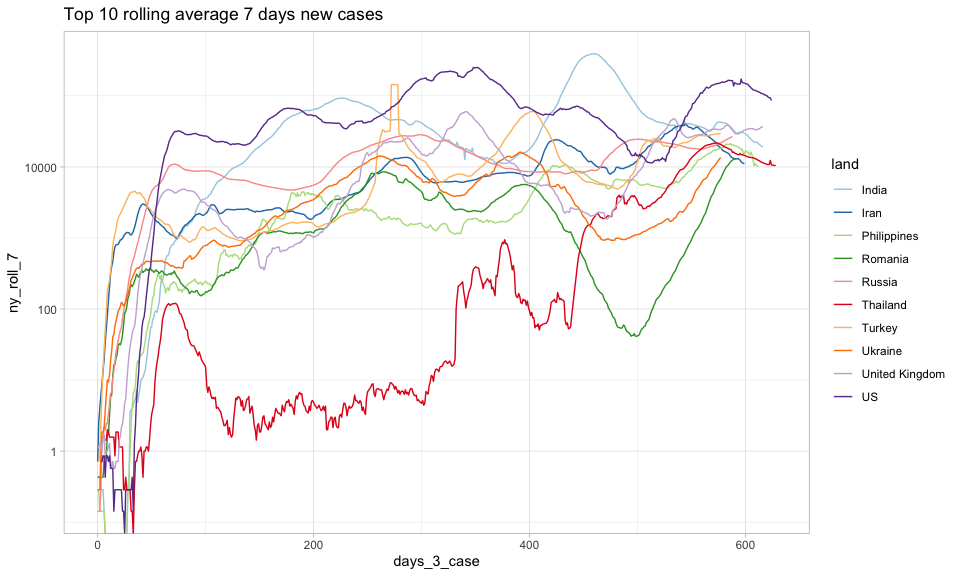 Top 10 rolling average 7 days new cases
ny_roll_7
10000
100
1
0
200
400
600
days_3_case
land
India
Iran
Philippines
Romania
Russia
Thailand
Turkey
Ukraine
United Kingdom
US